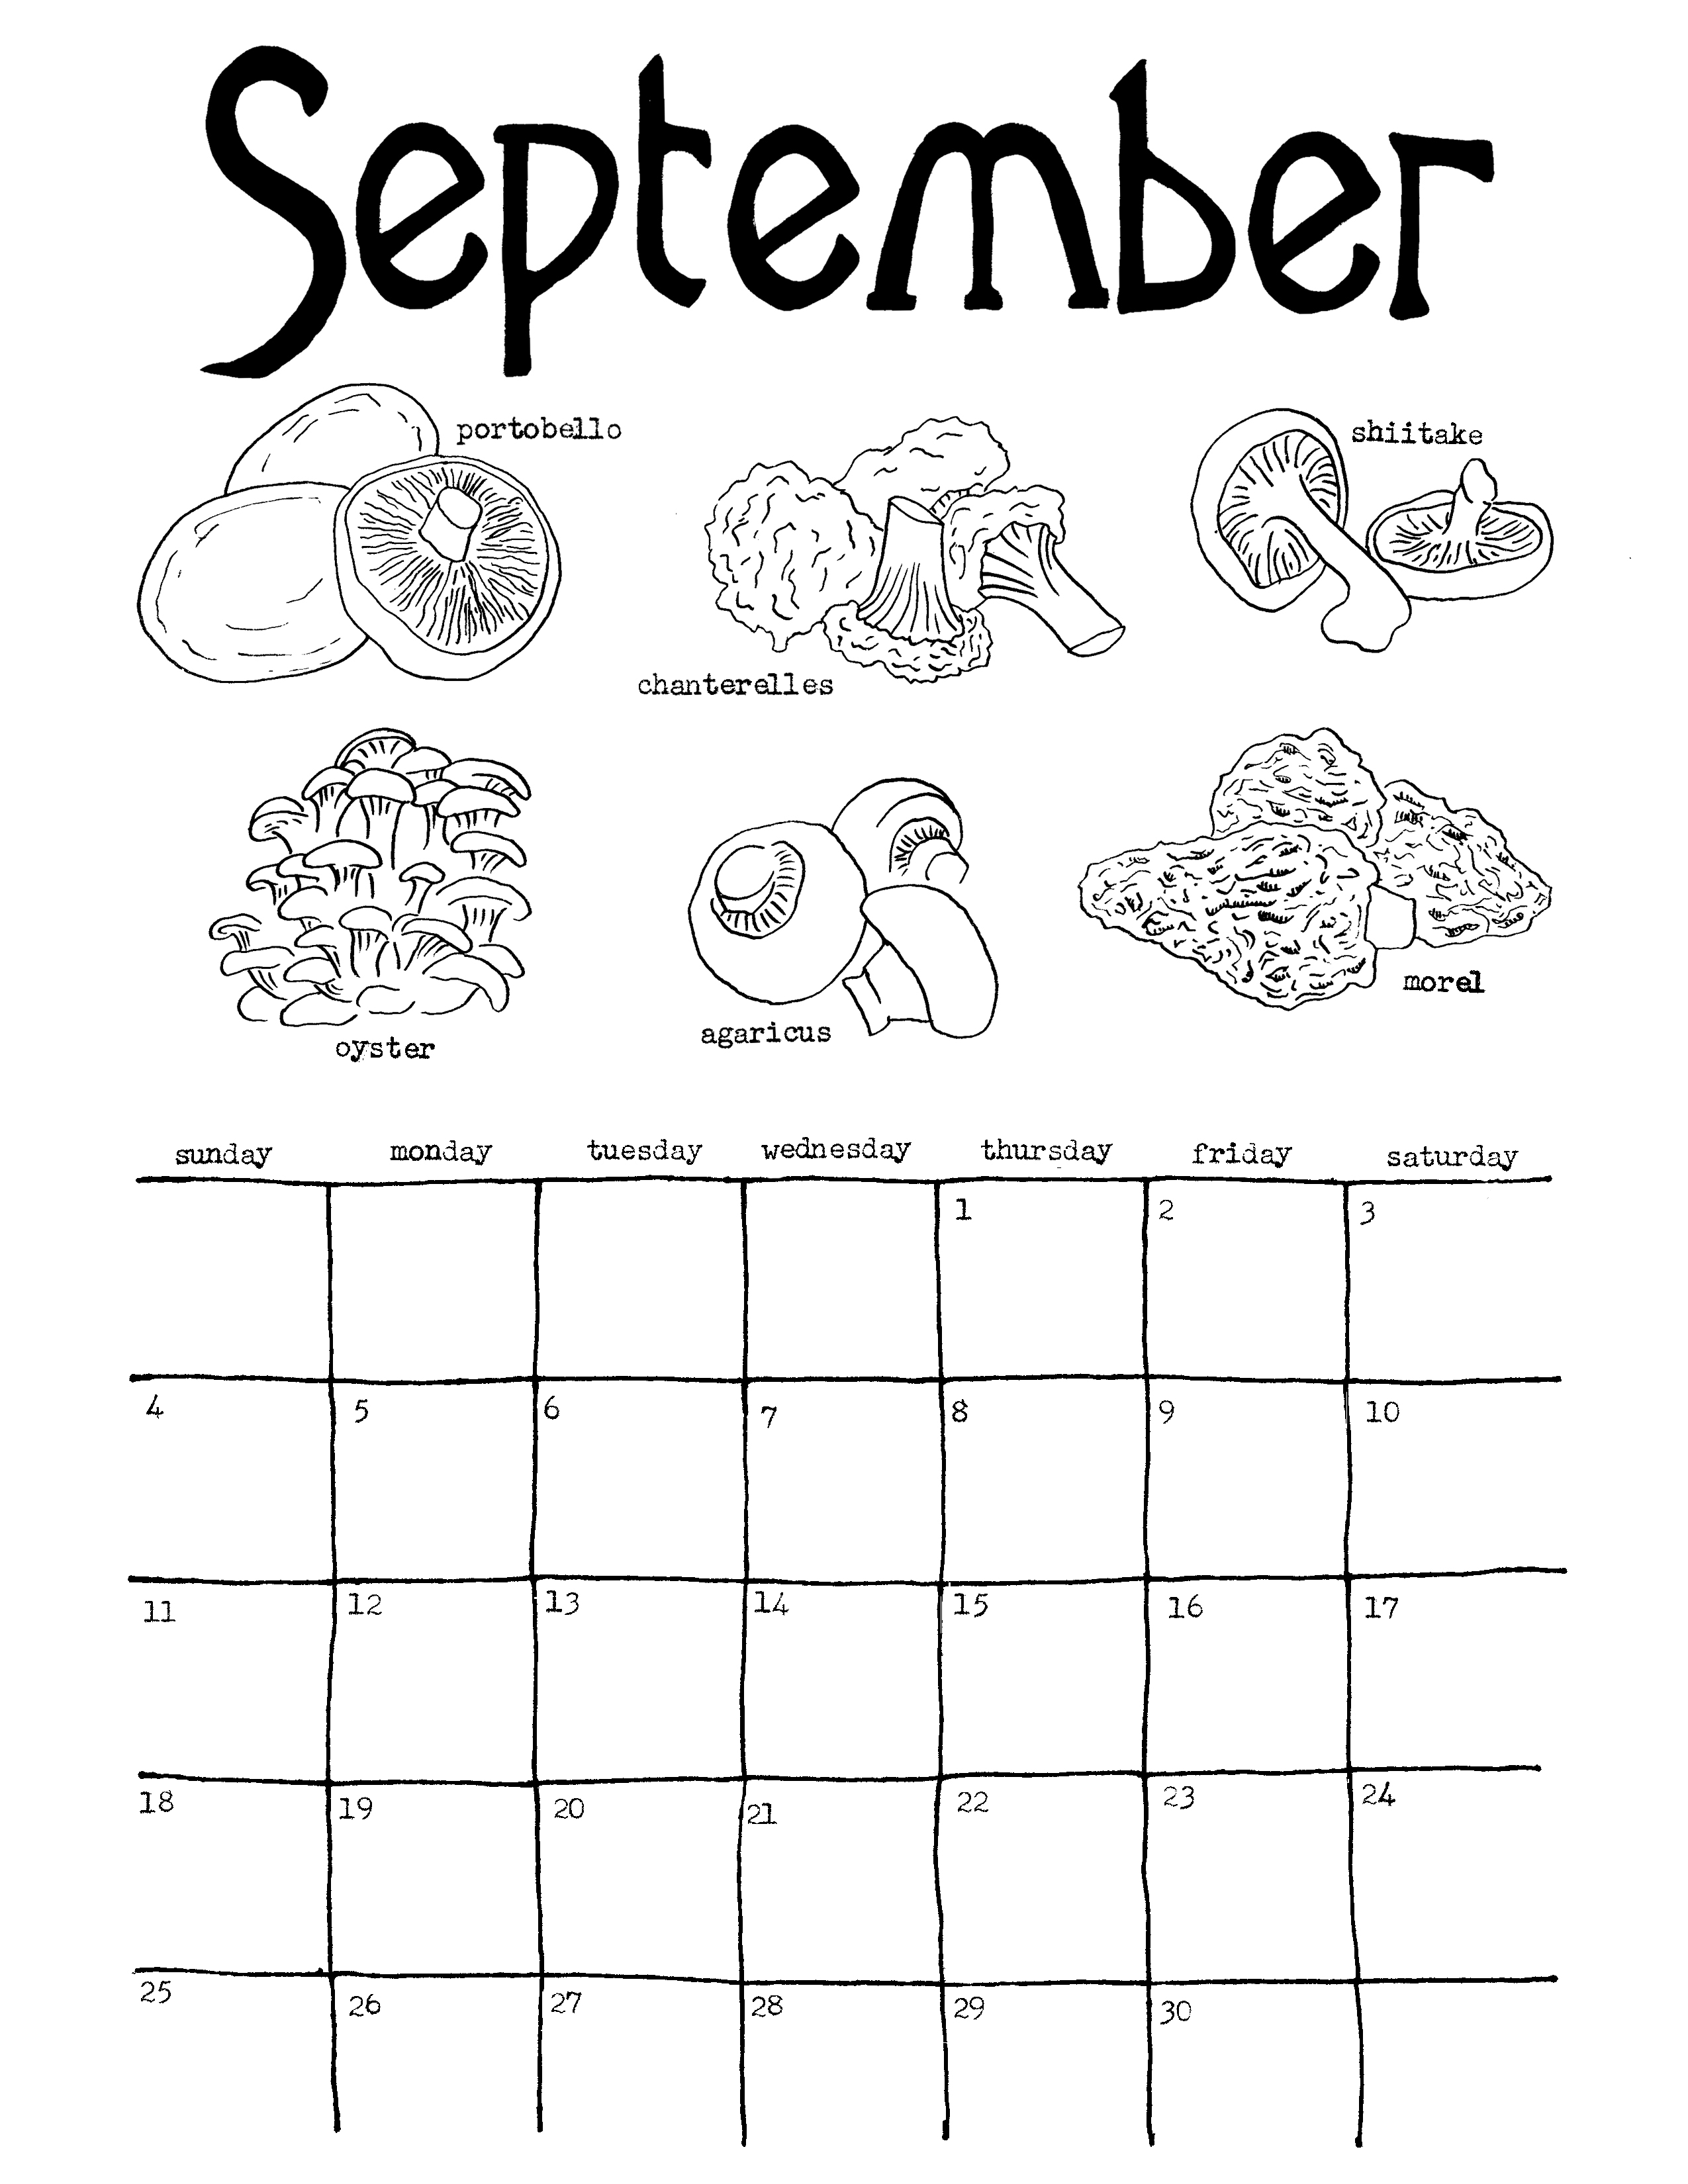 September
portobello
shiitake
chanterelles
oyster
agaricus
morel
sunday monday tuesday wednesday thursday friday saturday
1 2 3
4 5 6 7 8 9 10
11 12 13 14 15 16 17
18 19 20 21 22 23 24
25 26 27 28 29 30